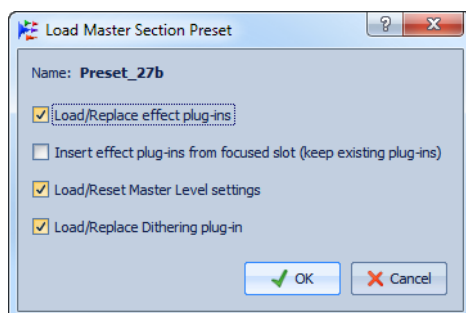 Load Master Section Preset
?
Name: Preset_27b
Load/Replace effect plug-ins
Insert effect plug-ins from focused slot (keep existing plug-ins)
Load/Reset Master Level settings
Load/Replace Dithering plug-in
OK
Cancel